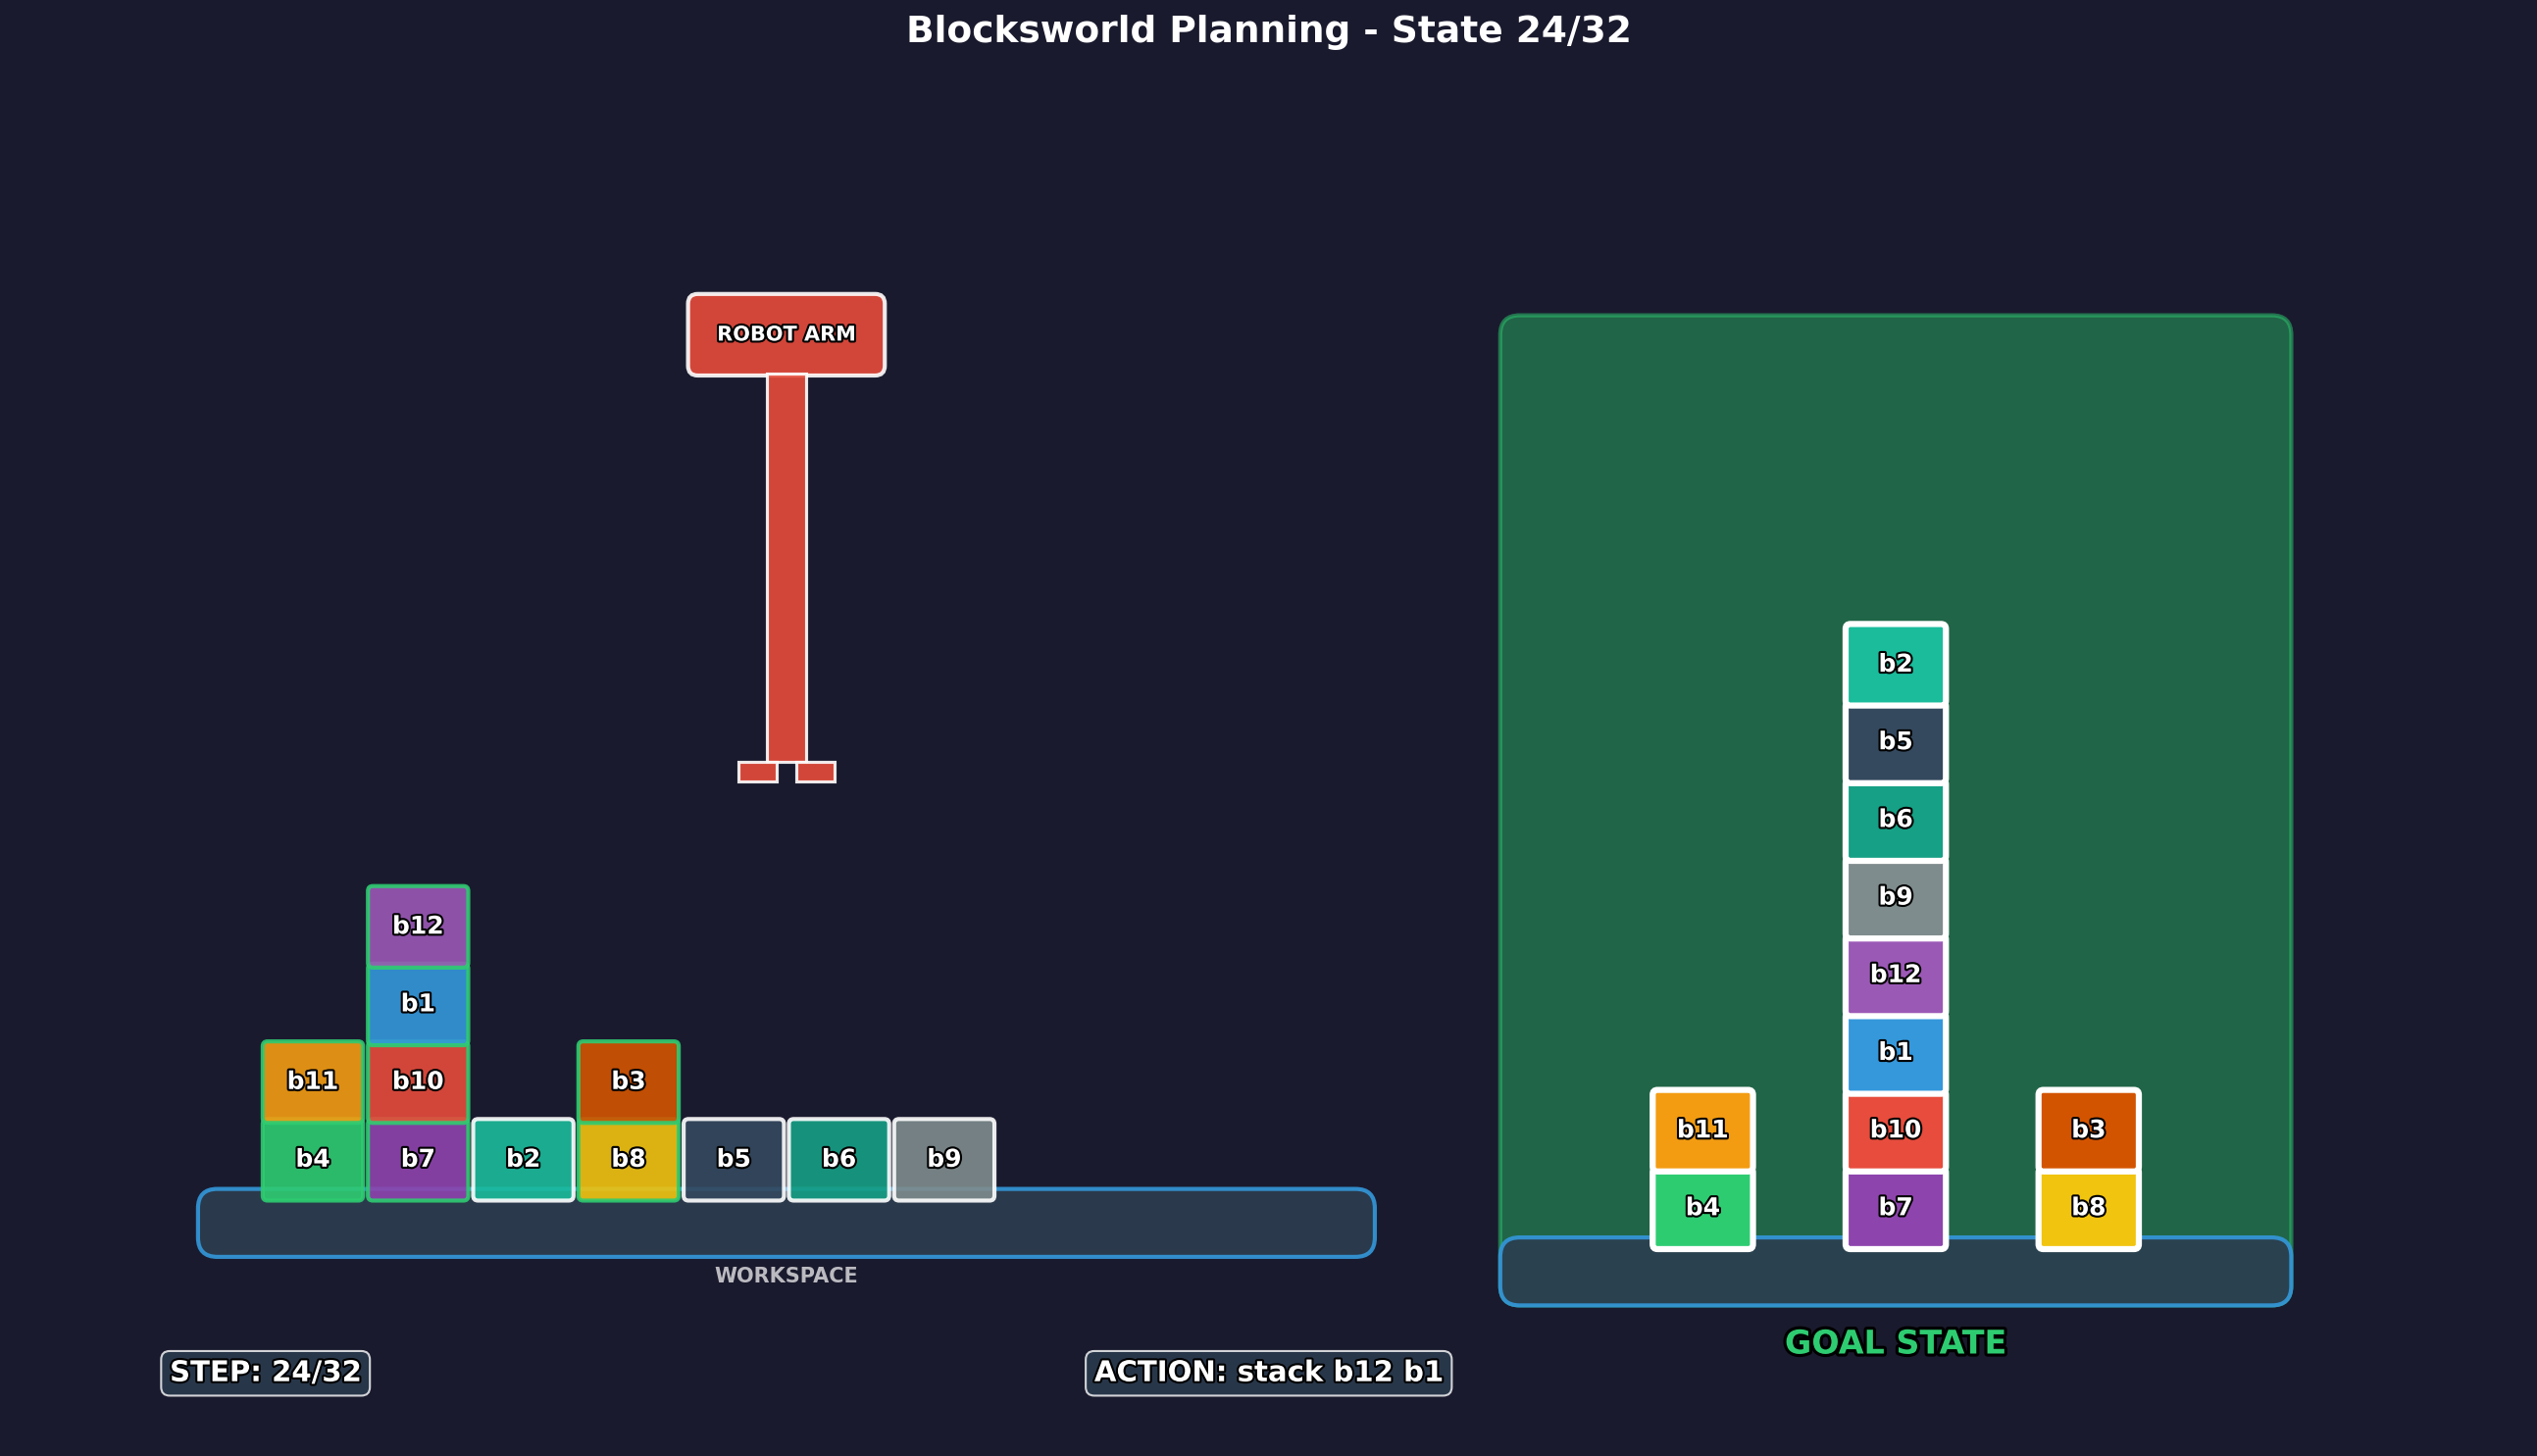 Blocksworld Planning - State 24/32
ROBOT ARM
b12
b1
b11
b10
b3
b4
b7
b2
b8
b5
b6
b9
WORKSPACE
b2
b5
b6
b9
b12
b1
b11
b10
b3
b4
b7
b8
GOAL STATE
STEP: 24/32
ACTION: stack b12 b1